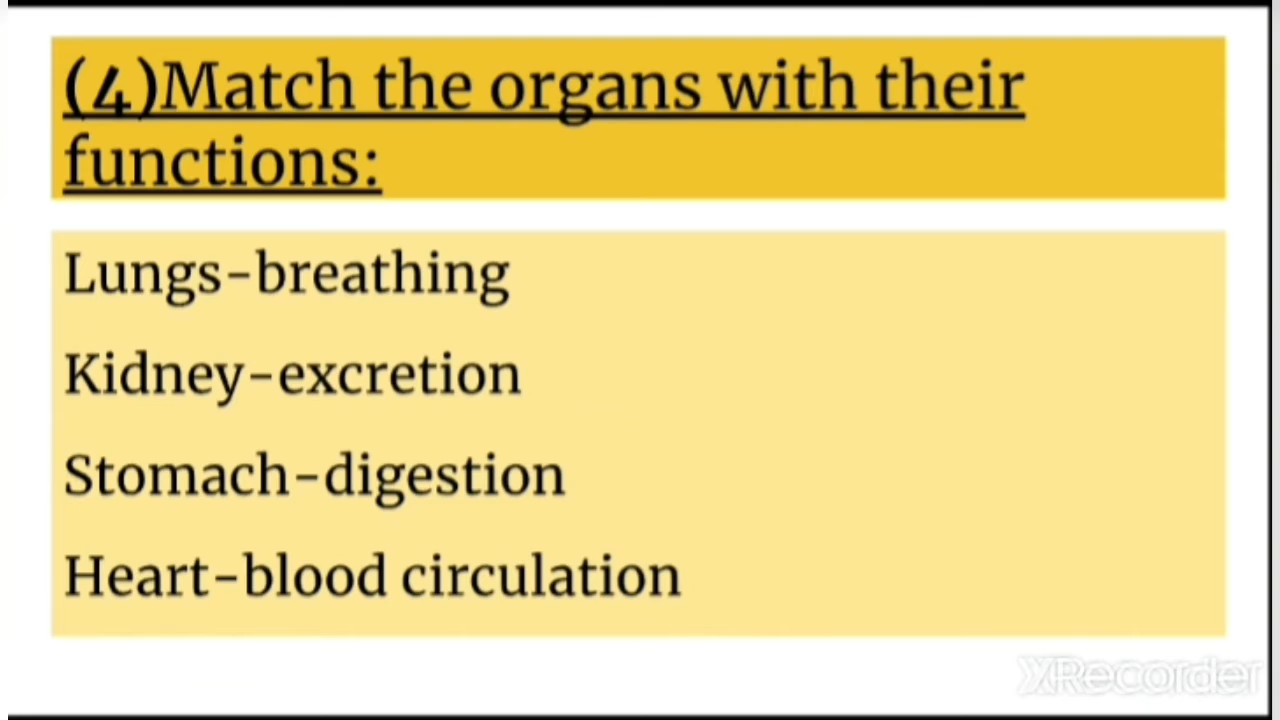 (4)Match the organs with their
functions:
Lungs-breathing
Kidney-excretion
Stomach-digestion
Heart-blood circulation
XRecorder